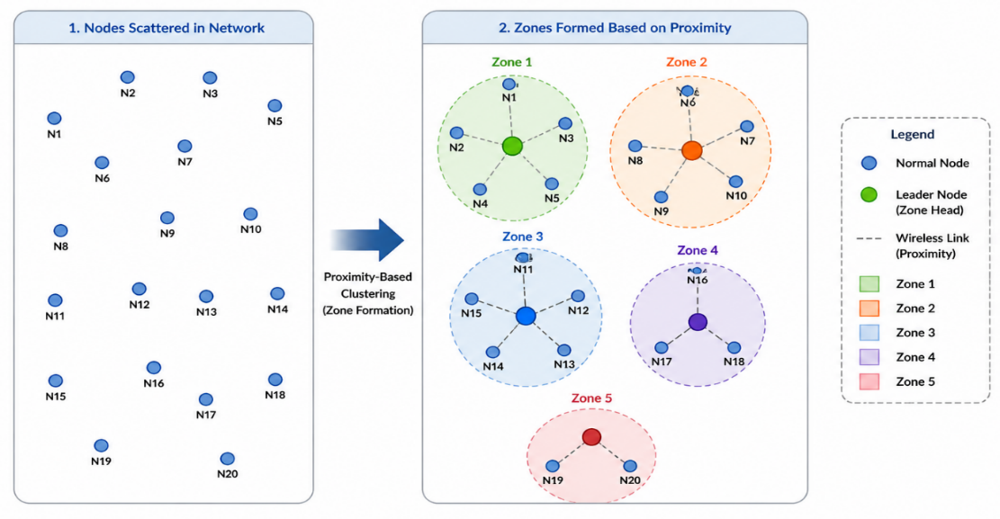 1. Nodes Scattered in Network
N2
N3
N5
N1
N7
N6
N9
N10
N8
N12
N13
N14
N11
N16
N15
N18
N17
N19
N20
Proximity-Based
Clustering
(Zone Formation)
2. Zones Formed Based on Proximity
Zone 1
N1
N2
N3
N4
N5
Zone 2
N6
N7
N8
N10
N9
Zone 3
N11
N15
N12
N14
N13
Zone 4
N16
N17
N18
Zone 5
N19
N20
Legend
Normal Node
Leader Node
(Zone Head)
Wireless Link
(Proximity)
Zone 1
Zone 2
Zone 3
Zone 4
Zone 5